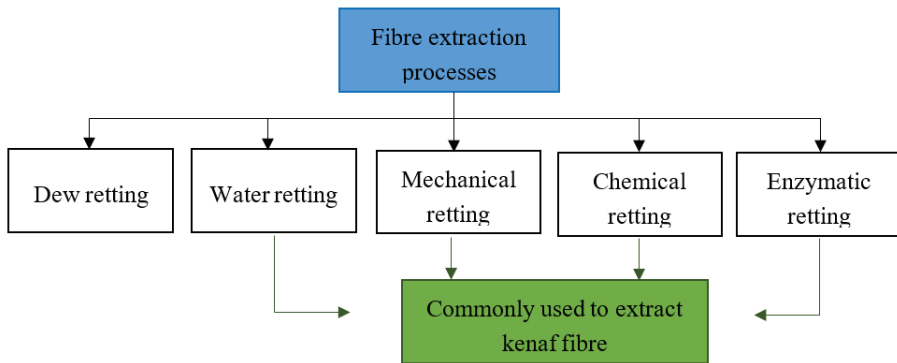 Fibre extraction
processes
Dew retting
Water retting
Mechanical
retting
Chemical
retting
Enzymatic
retting
Commonly used to extract
kenaf fibre